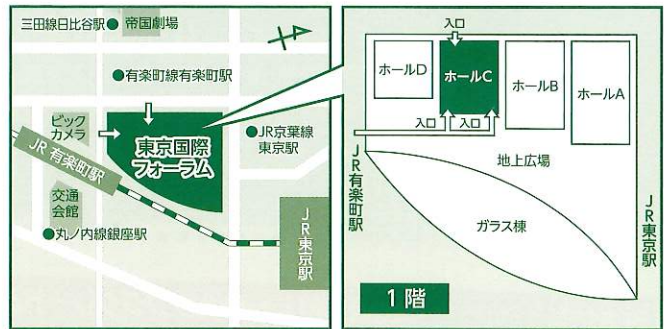 三田線日比谷駅
帝国劇場
有楽町線有楽町駅
ビック
カメラ
東京国際
フォーラム
JR京葉線
東京駅
JR 有楽町駅
交通
会館
丸ノ内線銀座駅
JR東京駅
入口
ホールD
ホールC
ホールB
ホールA
入口
入口
地上広場
JR有楽町駅
ガラス棟
JR東京駅
1階